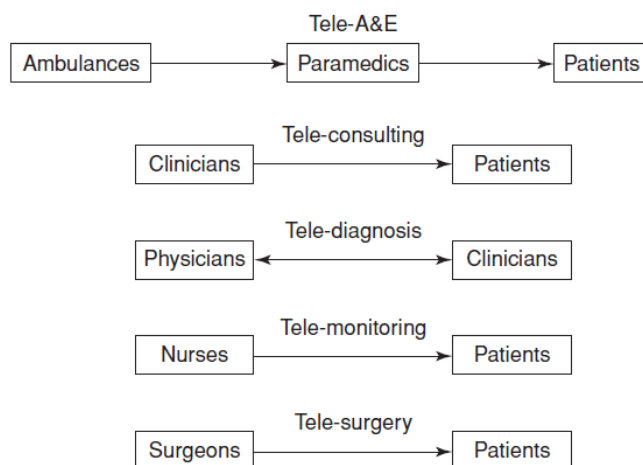 Tele-A&E
Ambulances Paramedics Patients
Tele-consulting
Clinicians Patients
Tele-diagnosis
Physicians Clinicians
Tele-monitoring
Nurses Patients
Tele-surgery
Surgeons Patients